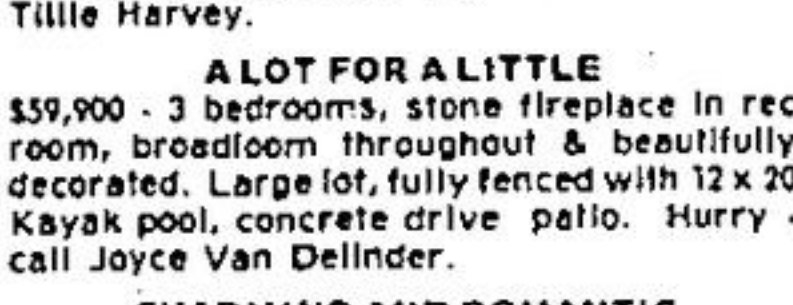 Tillie Harvey.
A LOT FOR A LITTLE
$59,900 - 3 bedrooms, stone fireplace in rec
room, broadloom throughout & beautifully
decorated. Large lot, fully fenced with 12 x 20
Kayak pool, concrete drive patio. Hurry -
call Joyce Van Delinder.